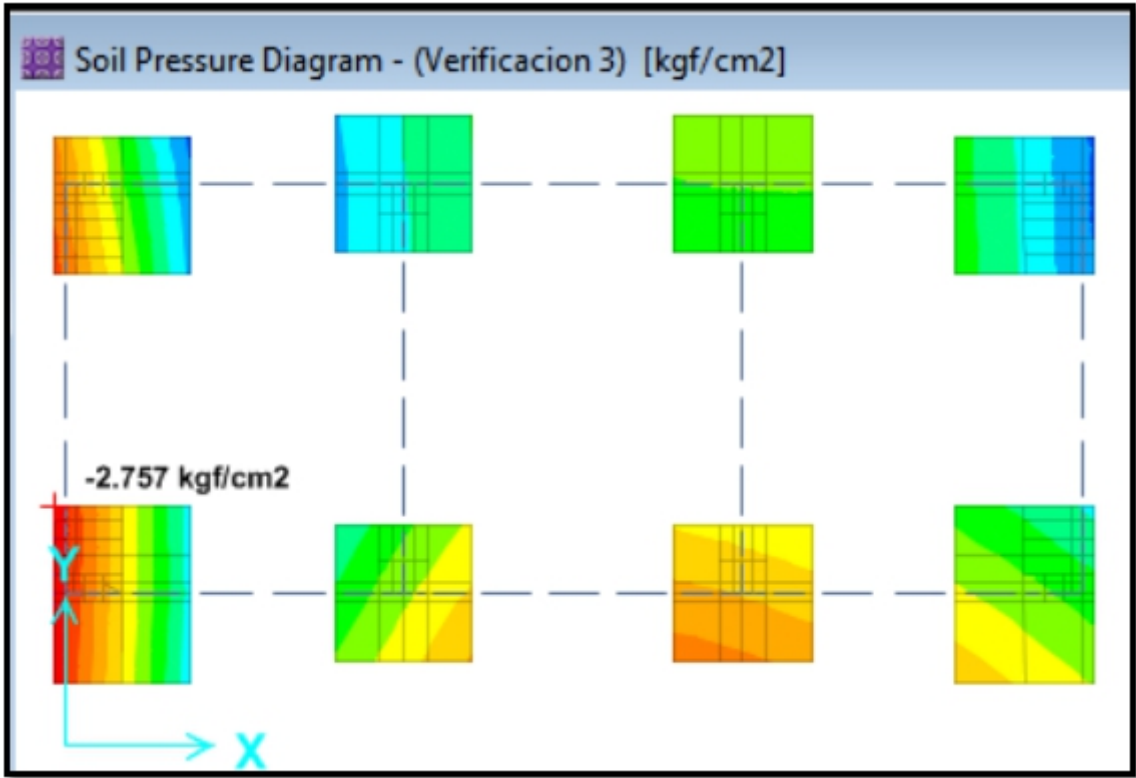 Soil Pressure Diagram - (Verificacion 3) [kgf/cm2]
-2.757 kgf/cm2
Y
X